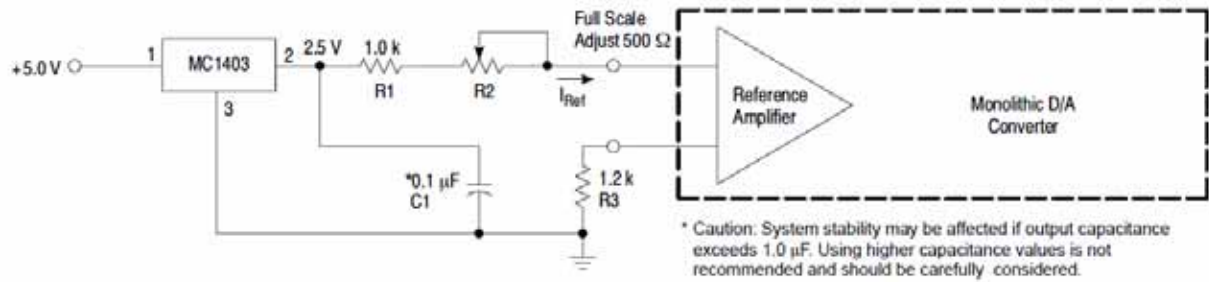 Full Scale
Adjust 500 Ω
+5.0 V
1
MC1403
2
2.5 V
1.0 k
R1
R2
IRef
3
Reference
Amplifier
Monolithic D/A
Converter
*0.1 μF
C1
1.2 k
R3
* Caution: System stability may be affected if output capacitance
exceeds 1.0 μF. Using higher capacitance values is not
recommended and should be carefully considered.